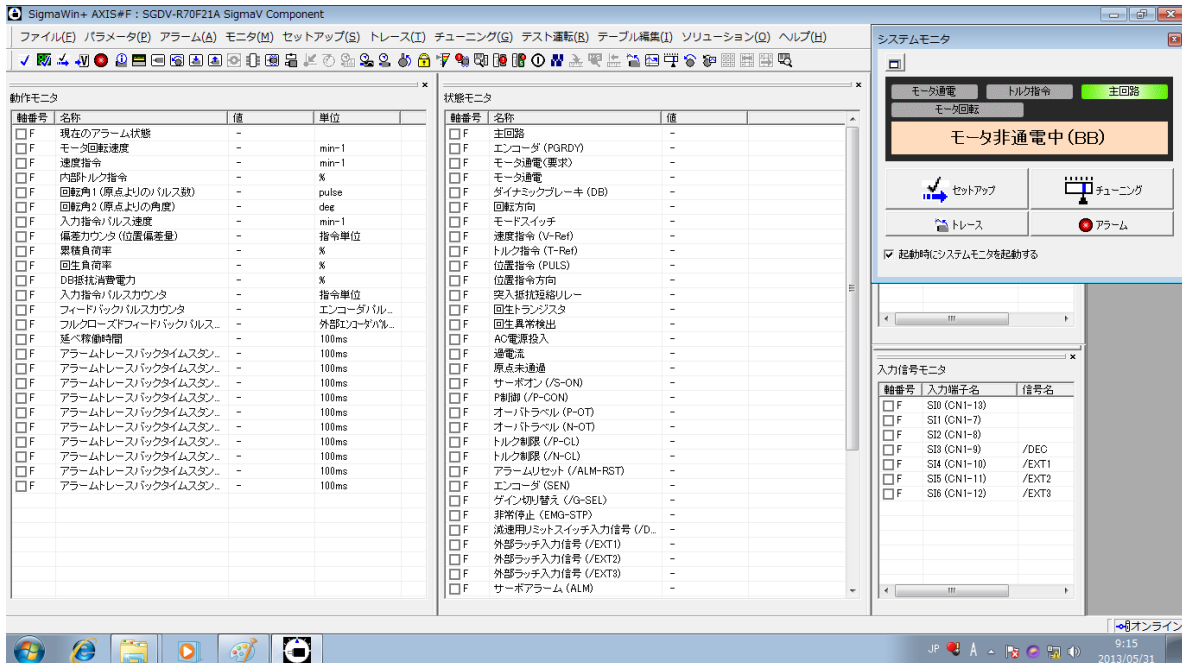 SigmaWin+ AXIS#F : SGDV-R70F21A SigmaV Component
ファイル(F) パラメータ(P) アラーム(A) モニタ(M) セットアップ(S) トレース(T) チューニング(G) テスト運転(R) テーブル編集(I) ソリューション(O) ヘルプ(H)
動作モニタ
軸番号 名称 値 単位
F 現在のアラーム状態 -
F モータ回転速度 - min-1
F 速度指令 - min-1
F 内部トルク指令 - %
F 回転角1(原点よりのパルス数) - pulse
F 回転角2(原点よりの角度) - deg
F 入力指令パルス速度 - min-1
F 偏差カウンタ(位置偏差量) - 指令単位
F 累積負荷率 - %
F 回生負荷率 - %
F DB抵抗消費電力 - %
F 入力指令パルスカウンタ - 指令単位
F フィードバックパルスカウンタ - エンコーダパル...
F フルクローズドフィードバックパルス... - 外部エンコーダパル...
F 延べ稼働時間 - 100ms
F アラームトレースバックタイムスタン... - 100ms
F アラームトレースバックタイムスタン... - 100ms
F アラームトレースバックタイムスタン... - 100ms
F アラームトレースバックタイムスタン... - 100ms
F アラームトレースバックタイムスタン... - 100ms
F アラームトレースバックタイムスタン... - 100ms
F アラームトレースバックタイムスタン... - 100ms
F アラームトレースバックタイムスタン... - 100ms
F アラームトレースバックタイムスタン... - 100ms
F アラームトレースバックタイムスタン... - 100ms
状態モニタ
軸番号 名称 値
F 主回路 -
F エンコーダ(PGRDY) -
F モータ通電(要求) -
F モータ通電 -
F ダイナミックブレーキ(DB) -
F 回転方向 -
F モードスイッチ -
F 速度指令(V-Ref) -
F トルク指令(T-Ref) -
F 位置指令(PULS) -
F 位置指令方向 -
F 突入抵抗短絡リレー -
F 回生トランジスタ -
F 回生異常検出 -
F AC電源投入 -
F 過電流 -
F 原点未通過 -
F サーボオン(/S-ON) -
F P制御(/P-CON) -
F オーバトラベル(P-OT) -
F オーバトラベル(N-OT) -
F トルク制限(/P-CL) -
F トルク制限(/N-CL) -
F アラームリセット(/ALM-RST) -
F エンコーダ(SEN) -
F ゲイン切り替え(/G-SEL) -
F 非常停止(EMG-STP) -
F 減速用リミットスイッチ入力信号(/D... -
F 外部ラッチ入力信号(/EXT1) -
F 外部ラッチ入力信号(/EXT2) -
F 外部ラッチ入力信号(/EXT3) -
F サーボアラーム(ALM) -
システムモニタ
モータ通電 トルク指令 主回路
モータ回転
モータ非通電中(BB)
セットアップ チューニング
トレース アラーム
起動時にシステムモニタを起動する
入力信号モニタ
軸番号 入力端子名 信号名
F SI0 (CN1-13)
F SI1 (CN1-7)
F SI2 (CN1-8)
F SI3 (CN1-9) /DEC
F SI4 (CN1-10) /EXT1
F SI5 (CN1-11) /EXT2
F SI6 (CN1-12) /EXT3
オンライン
JP A 9:15
2013/05/31